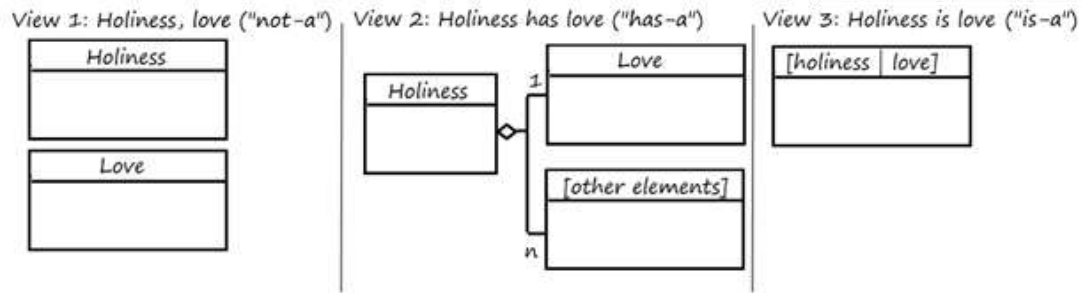 View 1: Holiness, love ("not-a")
Holiness
Love
View 2: Holiness has love ("has-a")
Holiness
1
Love
[other elements]
n
View 3: Holiness is love ("is-a")
[holiness | love]